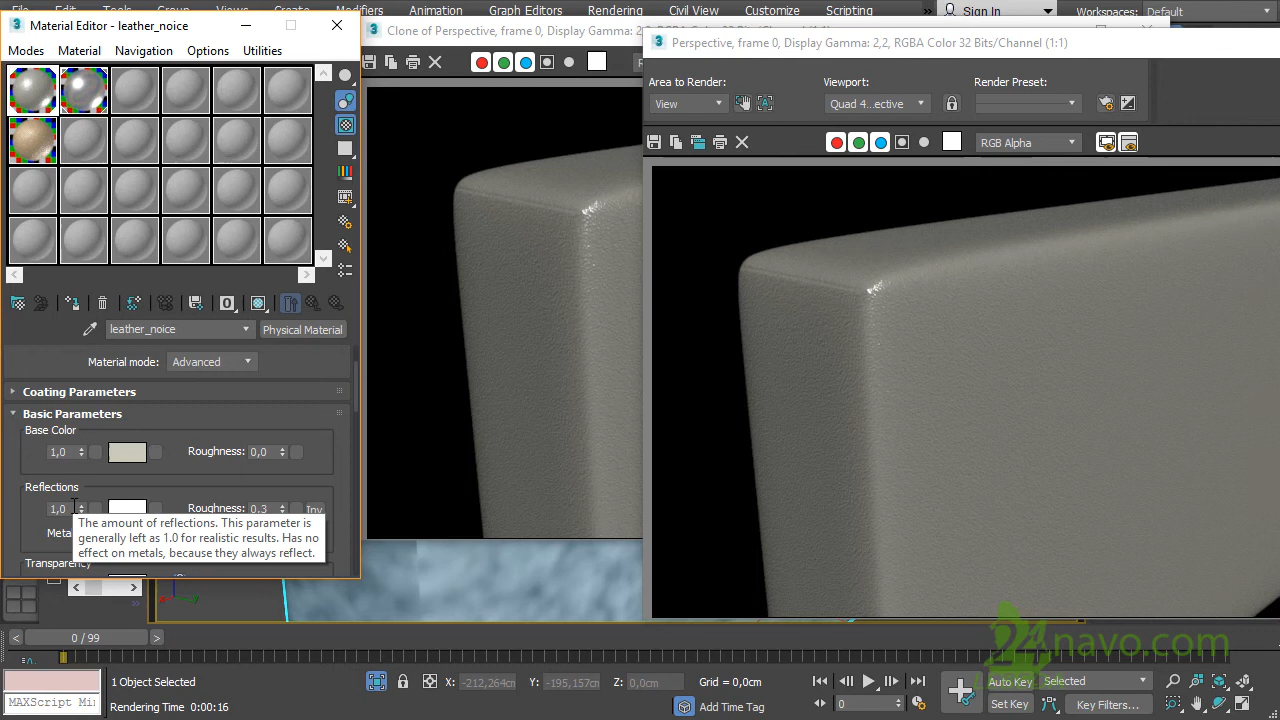 Edit Tools Group Views Create Modifiers Animation Graph Editors Rendering Civil View Customize Scripting Sign In Workspaces: Default
Material Editor - leather_noice
Modes Material Navigation Options Utilities
leather_noice Physical Material
Material mode: Advanced
Coating Parameters
Basic Parameters
Base Color
1,0 Roughness: 0,0
Reflections
1,0 Roughness: 0,3 Inv
The amount of reflections. This parameter is
generally left as 1.0 for realistic results. Has no
effect on metals, because they always reflect.
Transparency
Clone of Perspective, frame 0, Display Gamma:
Perspective, frame 0, Display Gamma: 2,2, RGBA Color 32 Bits/Channel (1:1)
Area to Render: Viewport: Render Preset:
View Quad 4...ective
RGB Alpha
24navo.com
0 / 99
1 Object Selected X: -212,264cm Y: -195,157cm Z: 0,0cm Grid = 0,0cm Auto Key Selected
MAXScript Mi Rendering Time 0:00:16 Add Time Tag 0 Set Key Key Filters...